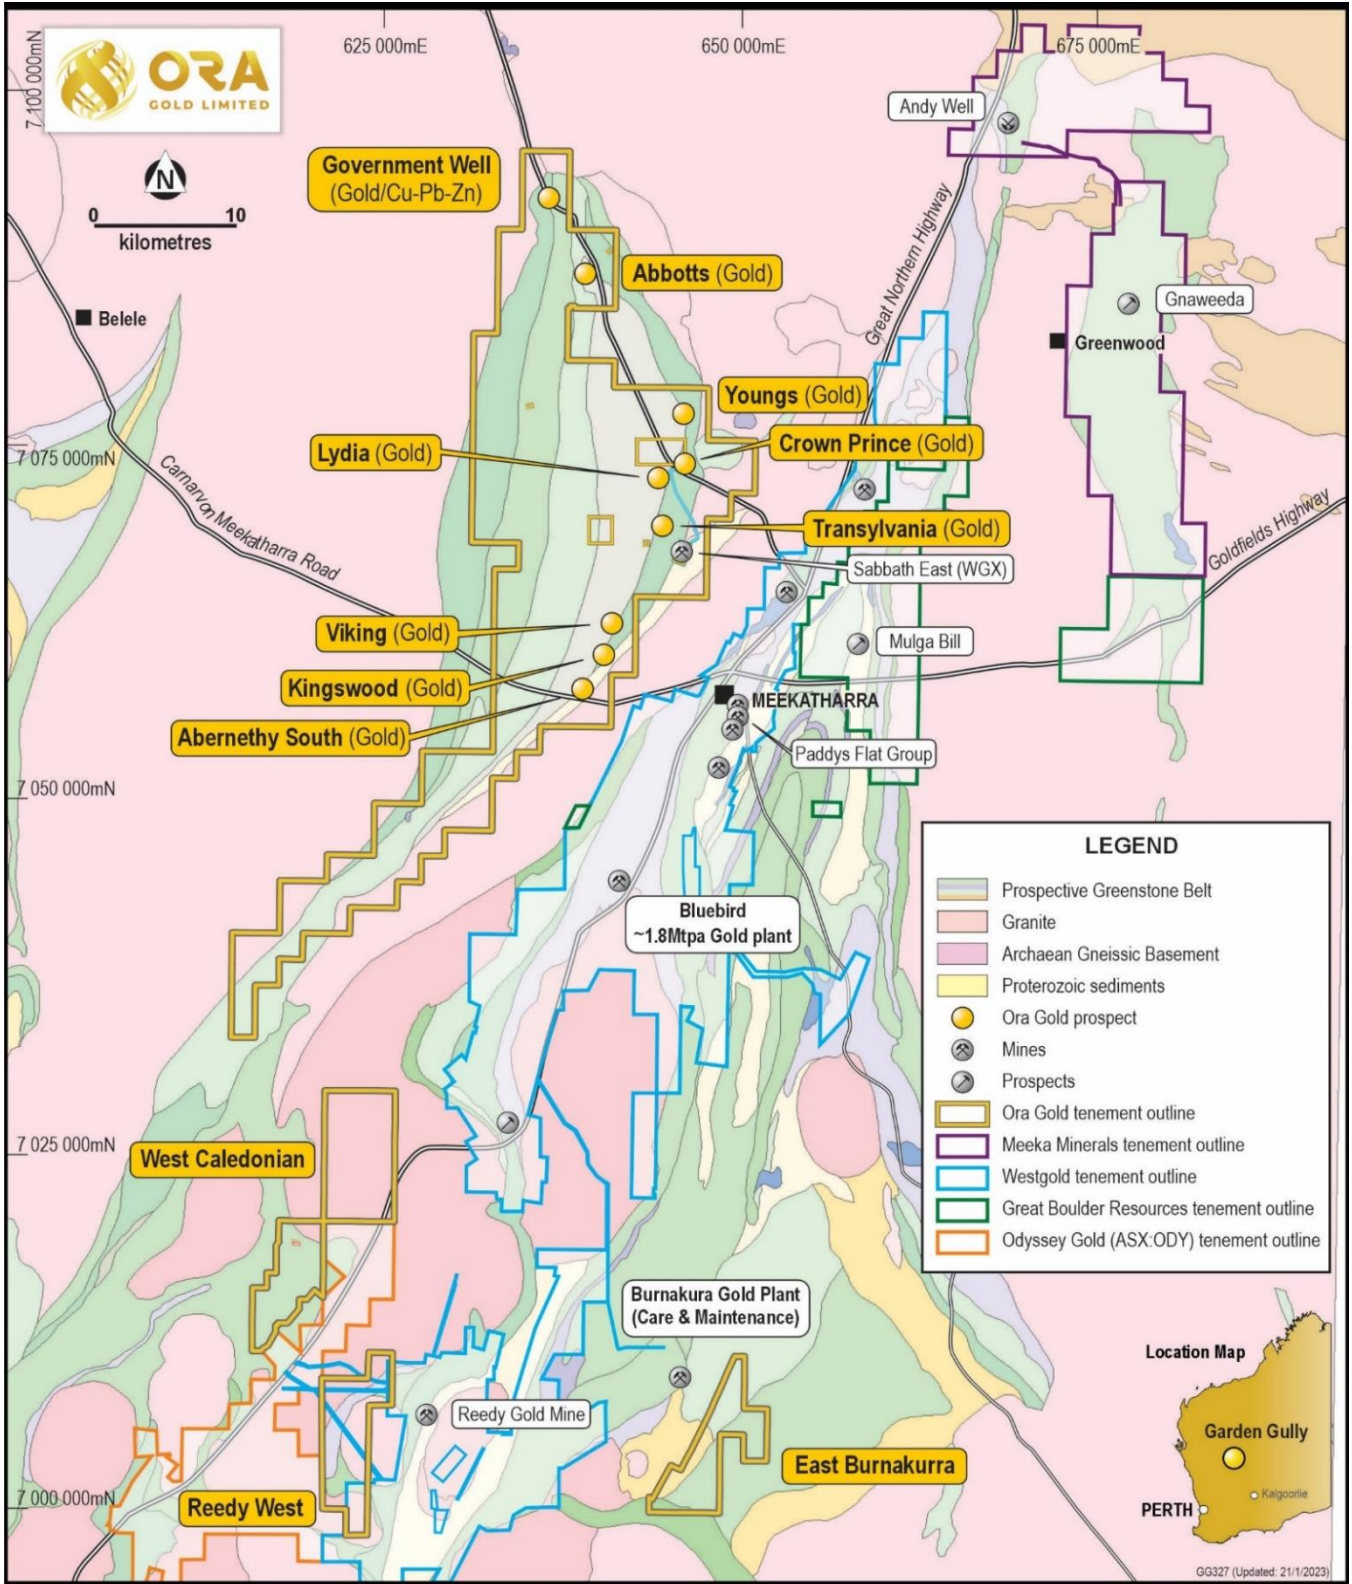 625 000mE
650 000mE
675 000mE
7 100 000mN
ORA
GOLD LIMITED
Andy Well
Government Well
(Gold/Cu-Pb-Zn)
N
0 10
kilometres
Abbotts (Gold)
Great Northern Highway
Gnaweeda
Belele
Greenwood
Youngs (Gold)
Crown Prince (Gold)
Lydia (Gold)
7 075 000mN
Carnarvon Meekatharra Road
Transylvania (Gold)
Goldfields Highway
Sabbath East (WGX)
Viking (Gold)
Mulga Bill
Kingswood (Gold)
MEEKATHARRA
Abernethy South (Gold)
Paddys Flat Group
7 050 000mN
LEGEND
Prospective Greenstone Belt
Granite
Archaean Gneissic Basement
Proterozoic sediments
Ora Gold prospect
Mines
Prospects
Ora Gold tenement outline
Meeka Minerals tenement outline
Westgold tenement outline
Great Boulder Resources tenement outline
Odyssey Gold (ASX:ODY) tenement outline
Bluebird
~1.8Mtpa Gold plant
7 025 000mN
West Caledonian
Burnakura Gold Plant
(Care & Maintenance)
Location Map
Reedy Gold Mine
Garden Gully
East Burnakurra
Kalgoorlie
7 000 000mN
Reedy West
PERTH
GG327 (Updated: 21/1/2023)